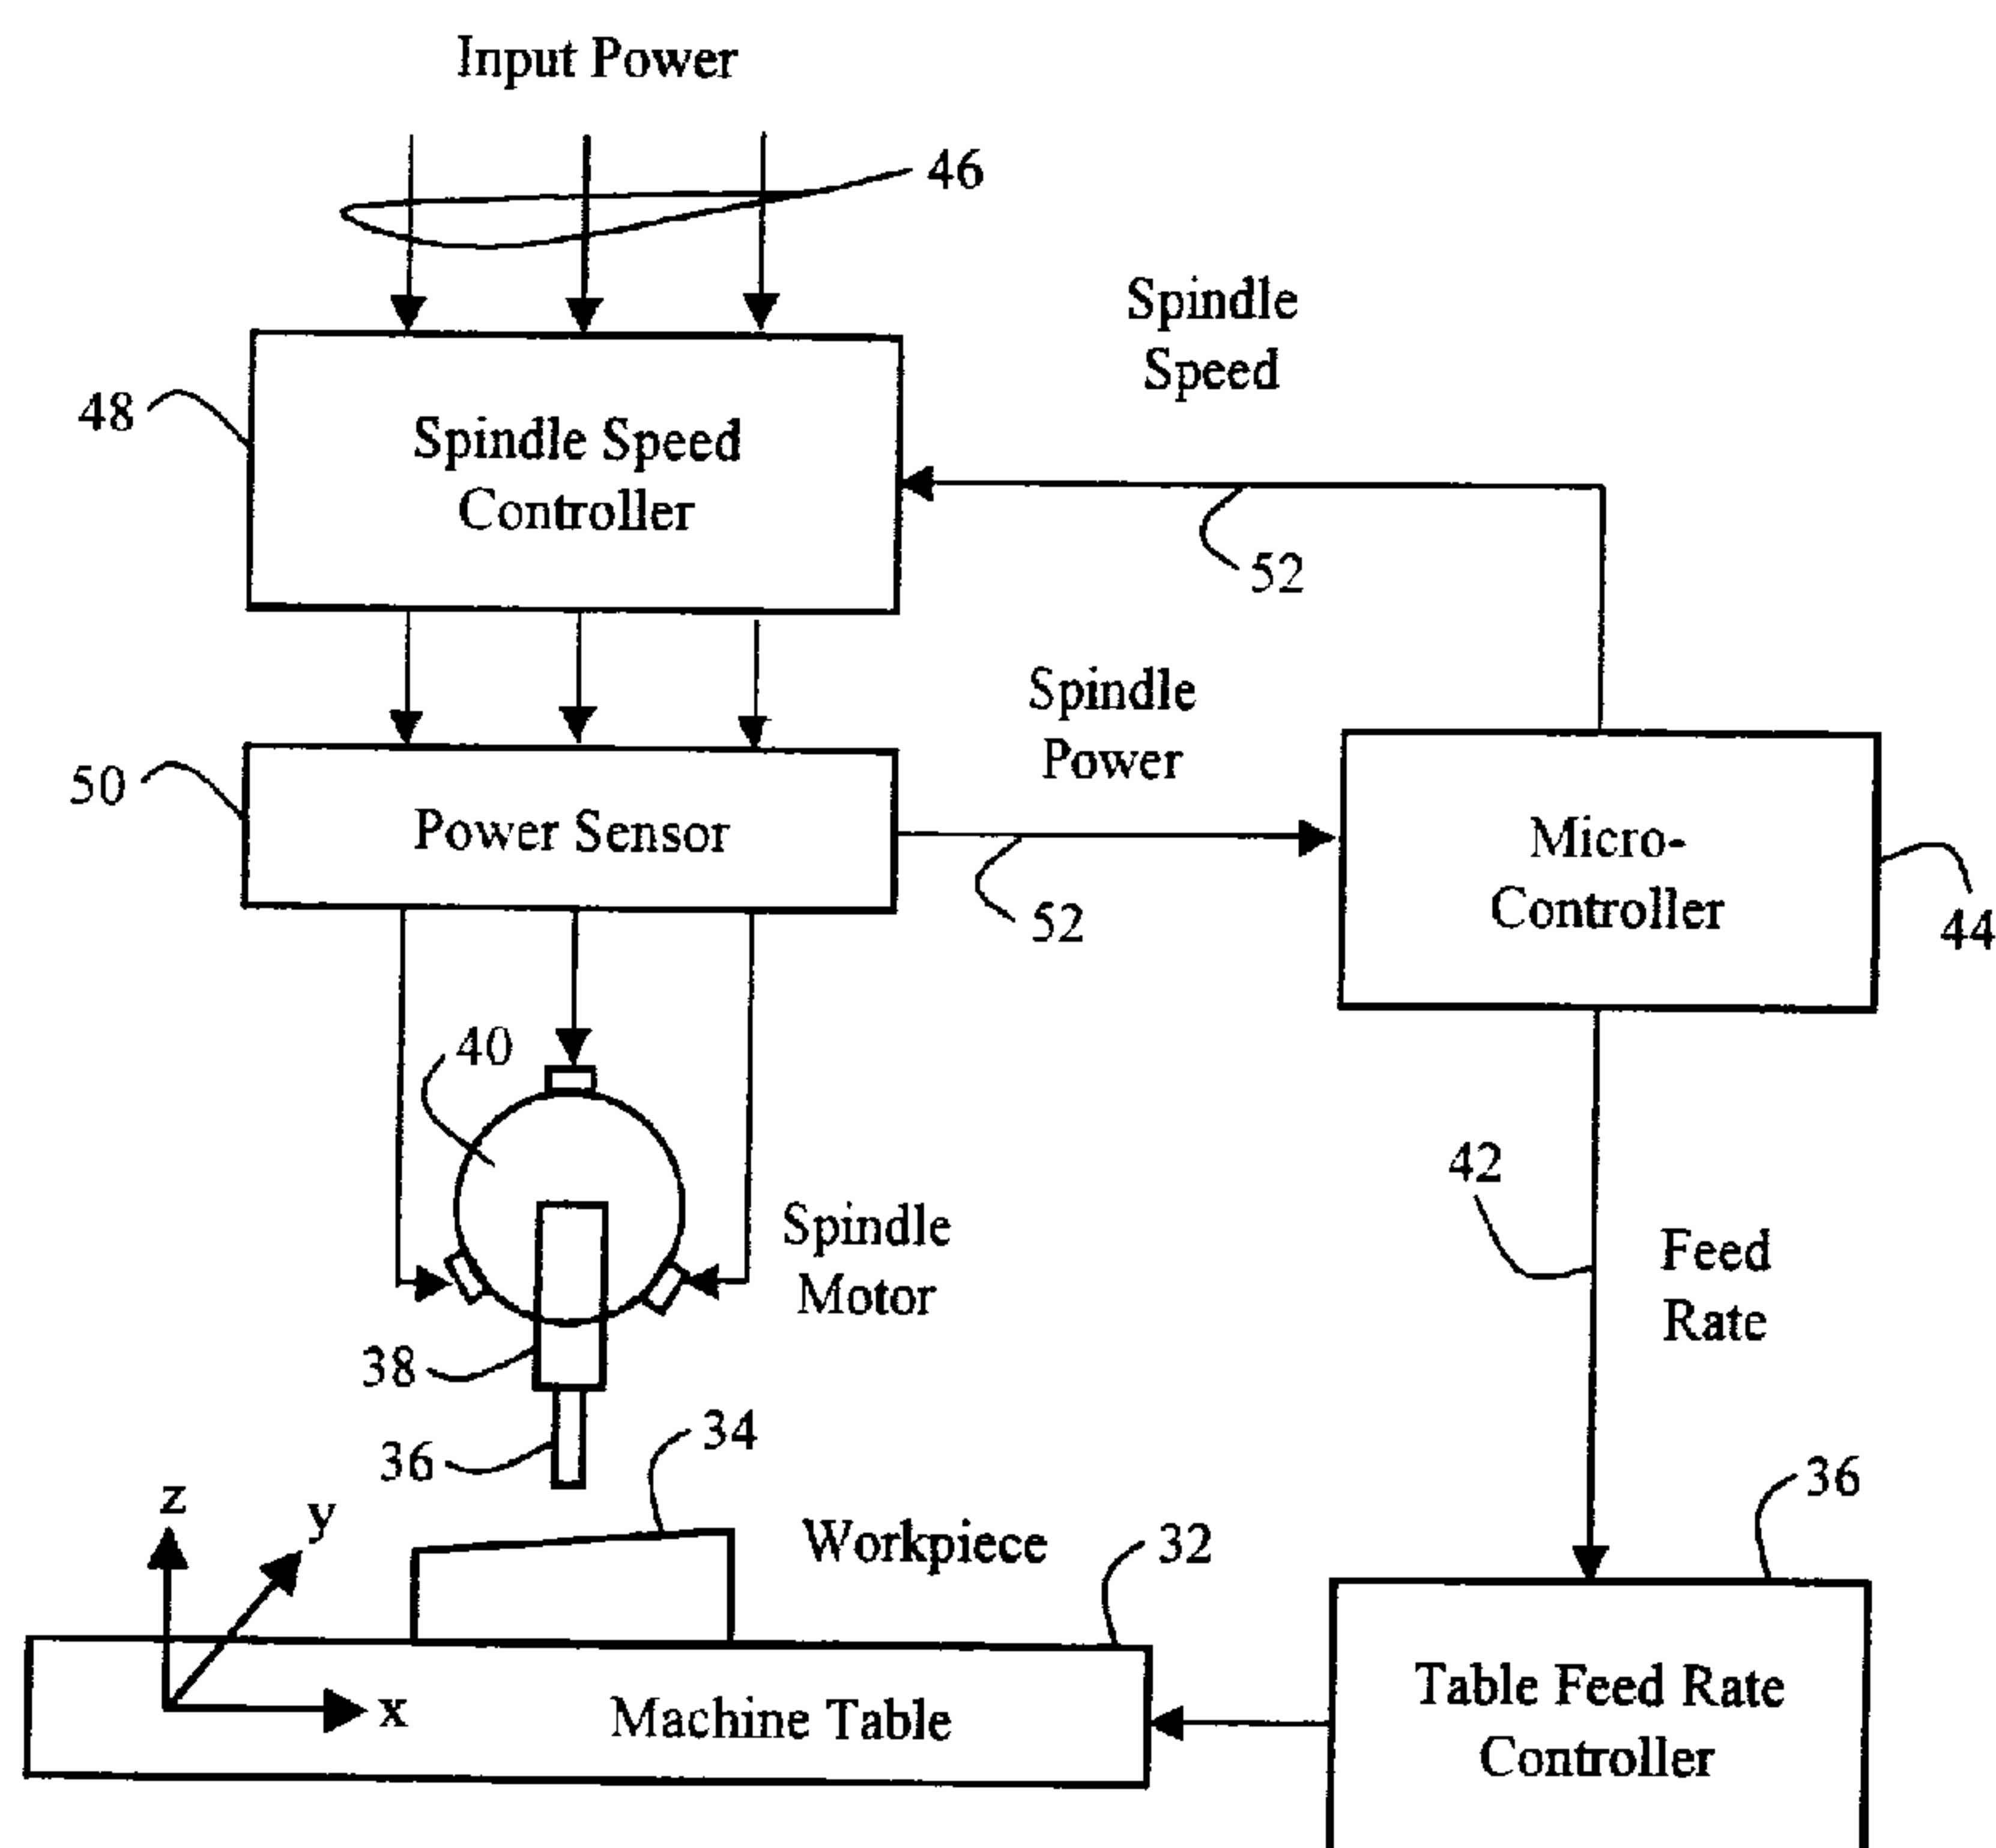 Input Power
46
Spindle
Speed
48
Spindle Speed
Controller
52
Spindle
Power
50
Power Sensor
52
Micro-
Controller
44
40
42
Spindle
Motor
Feed
Rate
38
36
34
36
z
y
Workpiece
32
x
Machine Table
Table Feed Rate
Controller